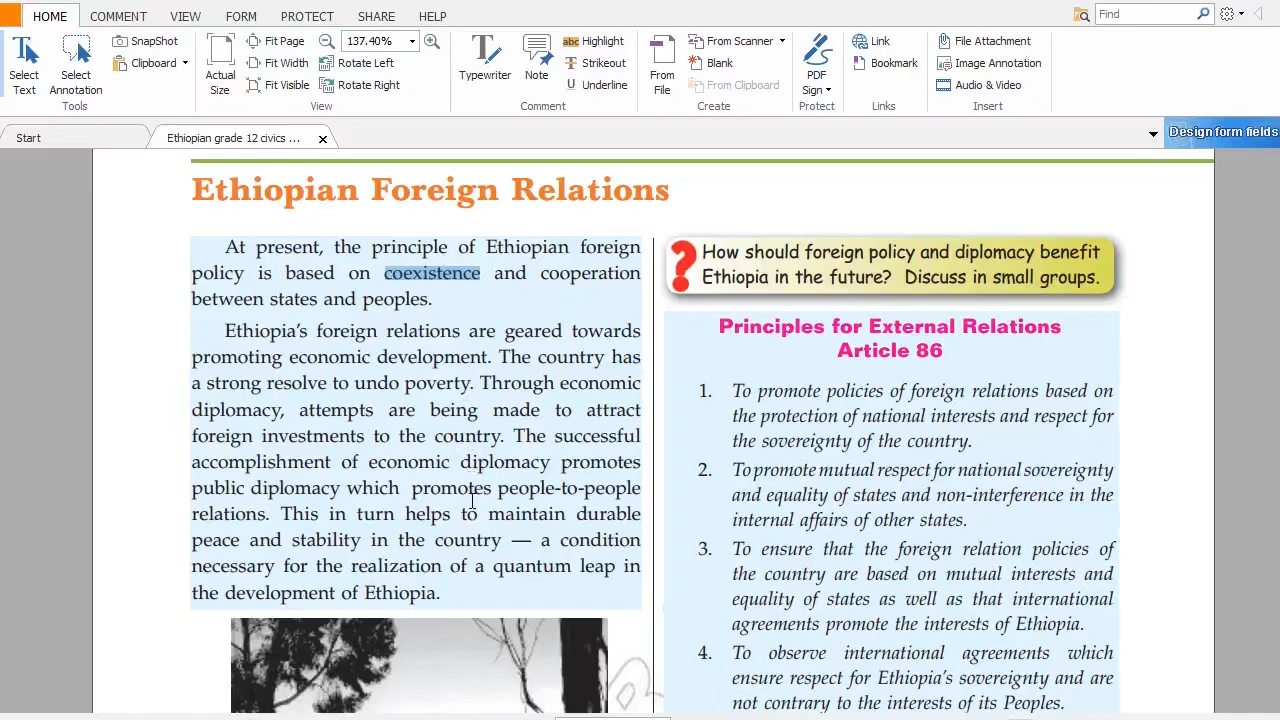 HOME COMMENT VIEW FORM PROTECT SHARE HELP
Find
Select Text
Select Annotation
SnapShot
Clipboard
Tools
Actual Size
Fit Page
Fit Width
Fit Visible
137.40%
Rotate Left
Rotate Right
View
Typewriter
Note
abc Highlight
Strikeout
U Underline
Comment
From File
From Scanner
Blank
From Clipboard
Create
PDF Sign
Protect
Link
Bookmark
Links
File Attachment
Image Annotation
Audio & Video
Insert
Start
Ethiopian grade 12 civics ...
Design form fields
Ethiopian Foreign Relations
At present, the principle of Ethiopian foreign
policy is based on coexistence and cooperation
between states and peoples.
Ethiopia’s foreign relations are geared towards
promoting economic development. The country has
a strong resolve to undo poverty. Through economic
diplomacy, attempts are being made to attract
foreign investments to the country. The successful
accomplishment of economic diplomacy promotes
public diplomacy which promotes people-to-people
relations. This in turn helps to maintain durable
peace and stability in the country — a condition
necessary for the realization of a quantum leap in
the development of Ethiopia.
? How should foreign policy and diplomacy benefit
Ethiopia in the future? Discuss in small groups.
Principles for External Relations
Article 86
1. To promote policies of foreign relations based on
the protection of national interests and respect for
the sovereignty of the country.
2. To promote mutual respect for national sovereignty
and equality of states and non-interference in the
internal affairs of other states.
3. To ensure that the foreign relation policies of
the country are based on mutual interests and
equality of states as well as that international
agreements promote the interests of Ethiopia.
4. To observe international agreements which
ensure respect for Ethiopia’s sovereignty and are
not contrary to the interests of its Peoples.